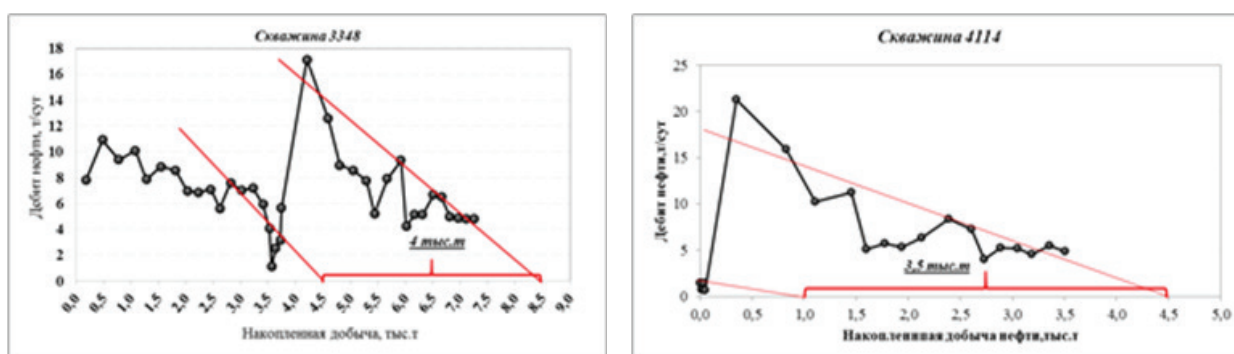 Скважина 3348
Дебит нефти, т/сут
18
16
14
12
10
8
6
4
2
0
4 тыс.т
0,0 0,5 1,0 1,5 2,0 2,5 3,0 3,5 4,0 4,5 5,0 5,5 6,0 6,5 7,0 7,5 8,0 8,5 9,0
Накопленная добыча, тыс.т
Скважина 4114
Дебит нефти,т/сут
25
20
15
10
5
0
3,5 тыс.т
0,0 0,5 1,0 1,5 2,0 2,5 3,0 3,5 4,0 4,5 5,0
Накопленнпая добыча нефти,тыс.т